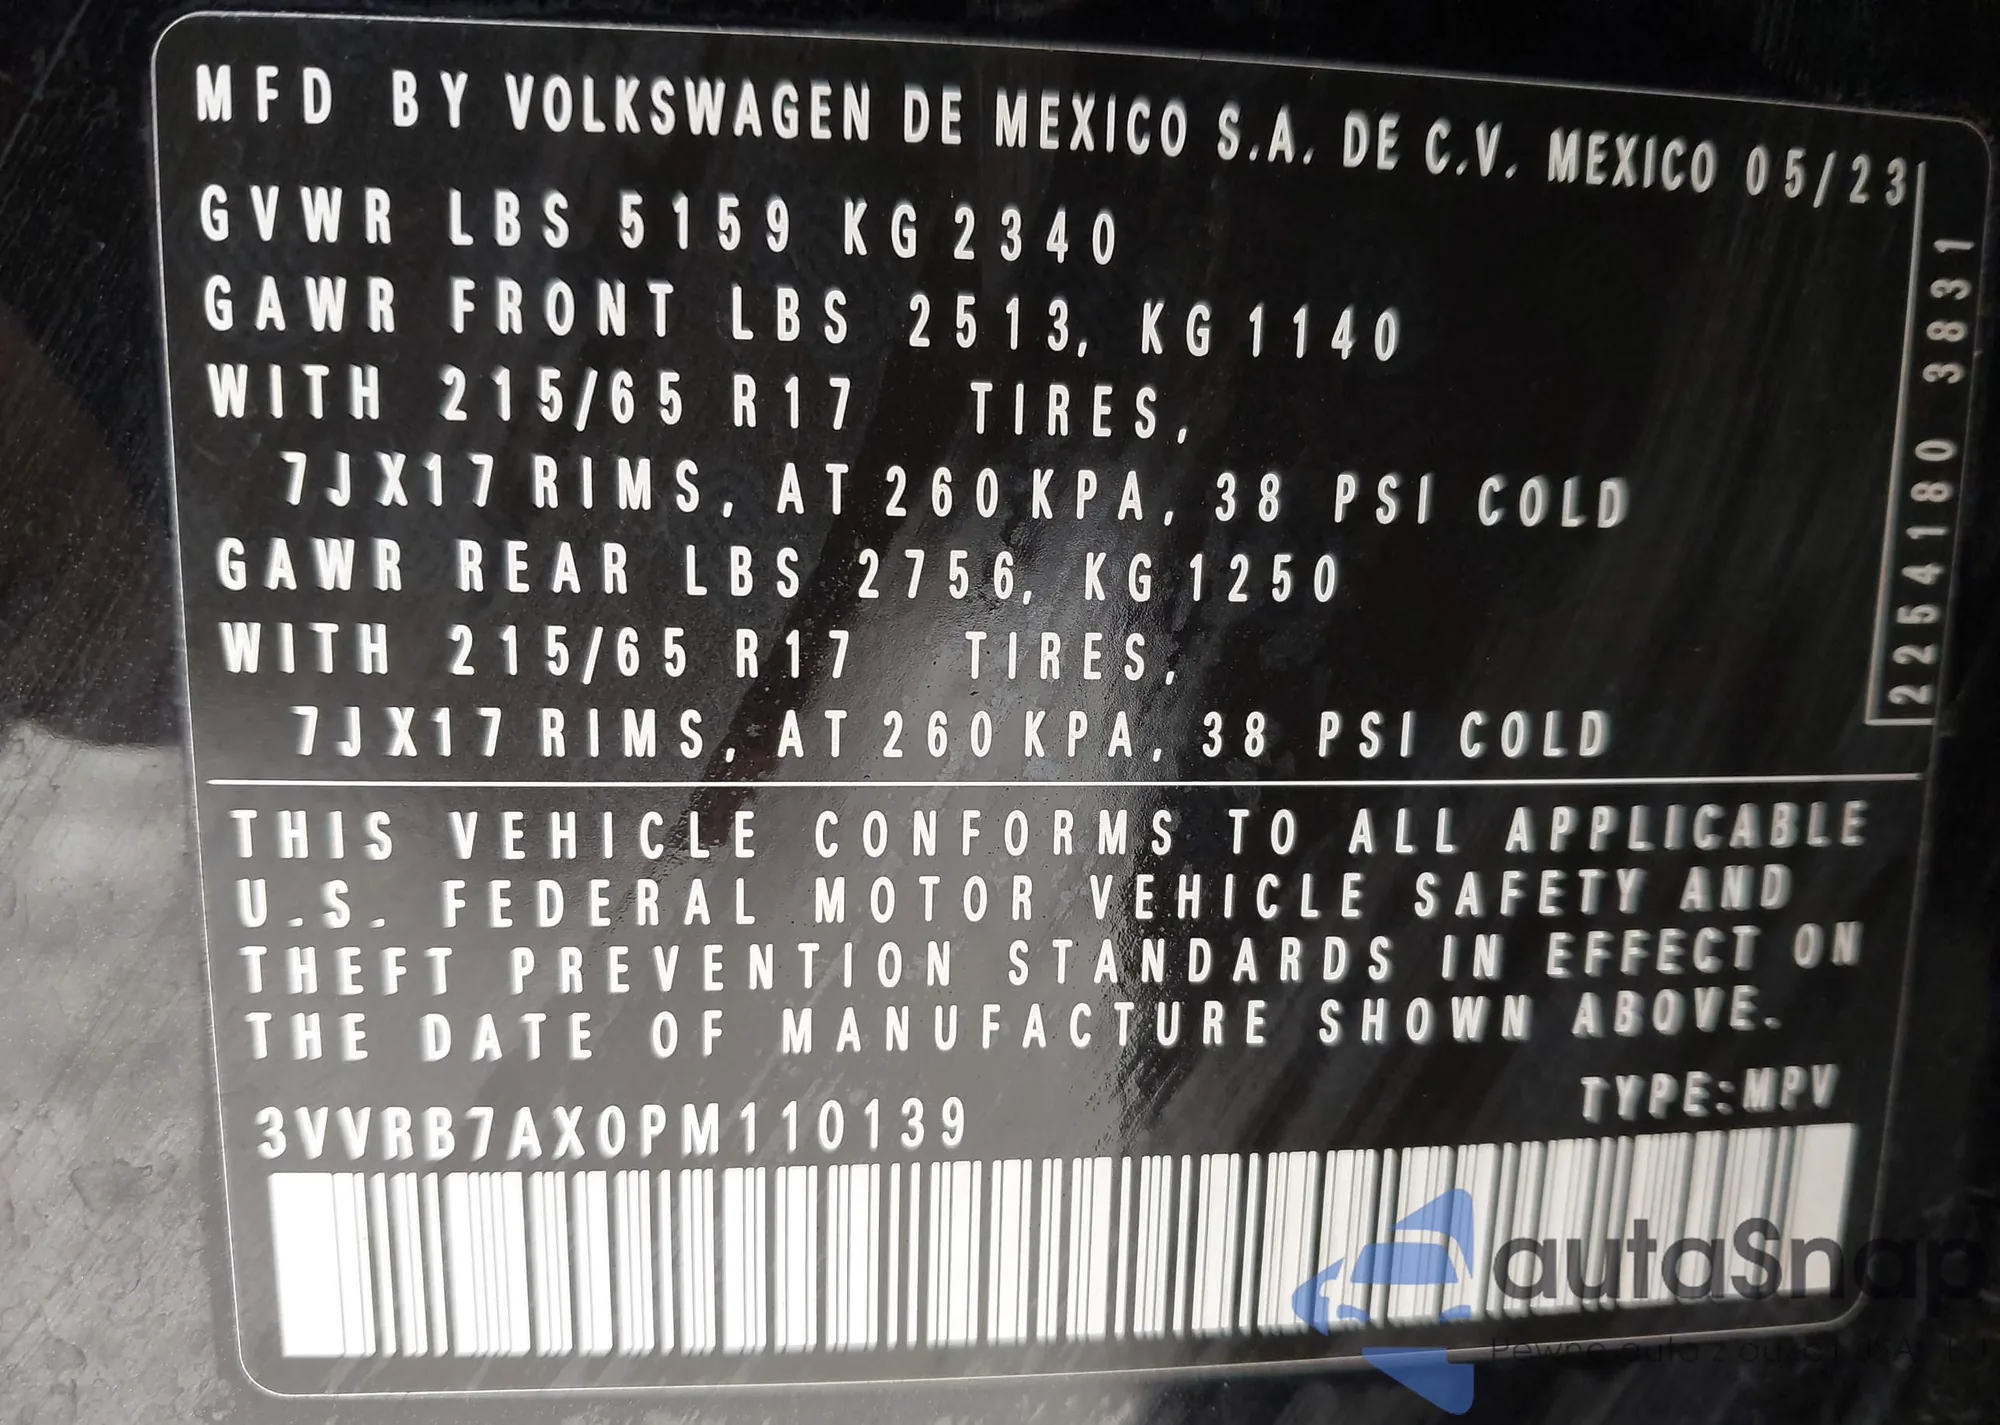 MFD BY VOLKSWAGEN DE MEXICO S.A. DE C.V. MEXICO 05/23
GVWR LBS 5159 KG 2340
GAWR FRONT LBS 2513, KG 1140
WITH 215/65 R17 TIRES,
7JX17 RIMS, AT 260 KPA, 38 PSI COLD
GAWR REAR LBS 2756, KG 1250
WITH 215/65 R17 TIRES,
7JX17 RIMS, AT 260 KPA, 38 PSI COLD
2254180 3831
THIS VEHICLE CONFORMS TO ALL APPLICABLE
U.S. FEDERAL MOTOR VEHICLE SAFETY AND
THEFT PREVENTION STANDARDS IN EFFECT ON
THE DATE OF MANUFACTURE SHOWN ABOVE.
TYPE:MPV
3VVRB7AX0PM110139
autaSnap
Pewne auta z